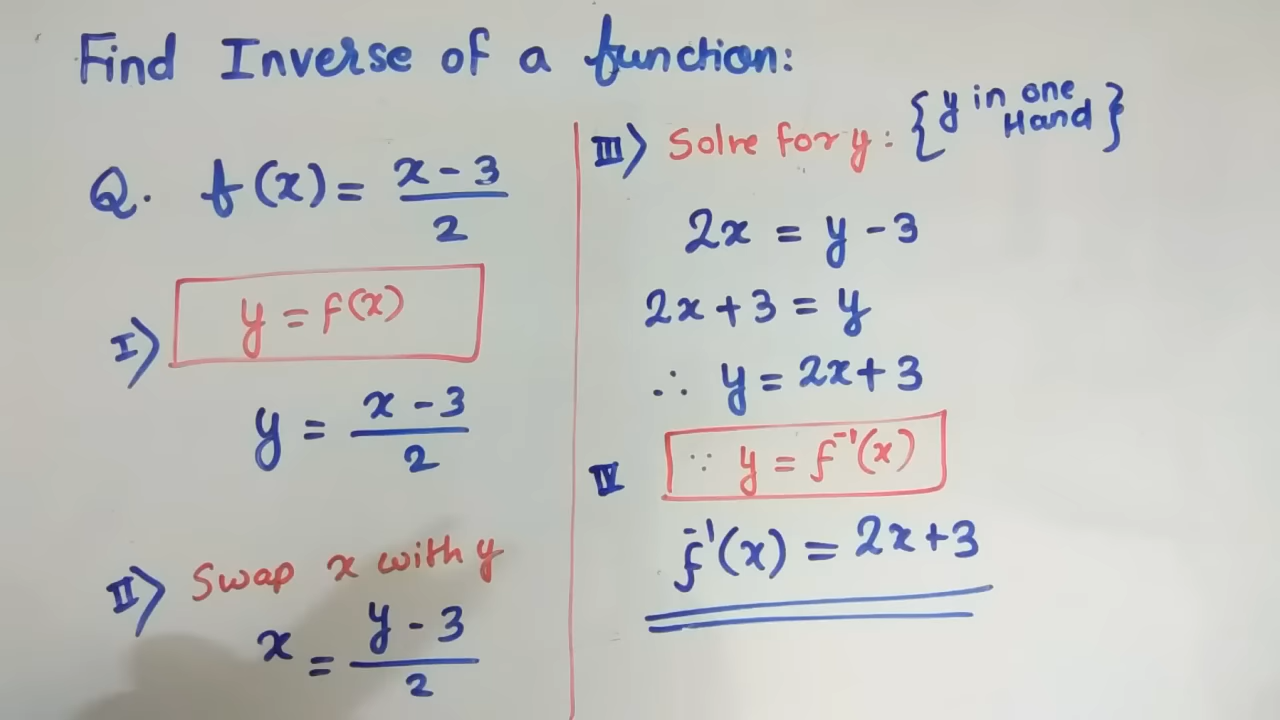 Find Inverse of a function:
Q. f(x) = (x - 3)/2
I) y = f(x)
y = (x - 3)/2
II) Swap x with y
x = (y - 3)/2
III) Solve for y: {y in one Hand}
2x = y - 3
2x + 3 = y
∴ y = 2x + 3
IV ∵ y = f⁻¹(x)
f⁻¹(x) = 2x + 3